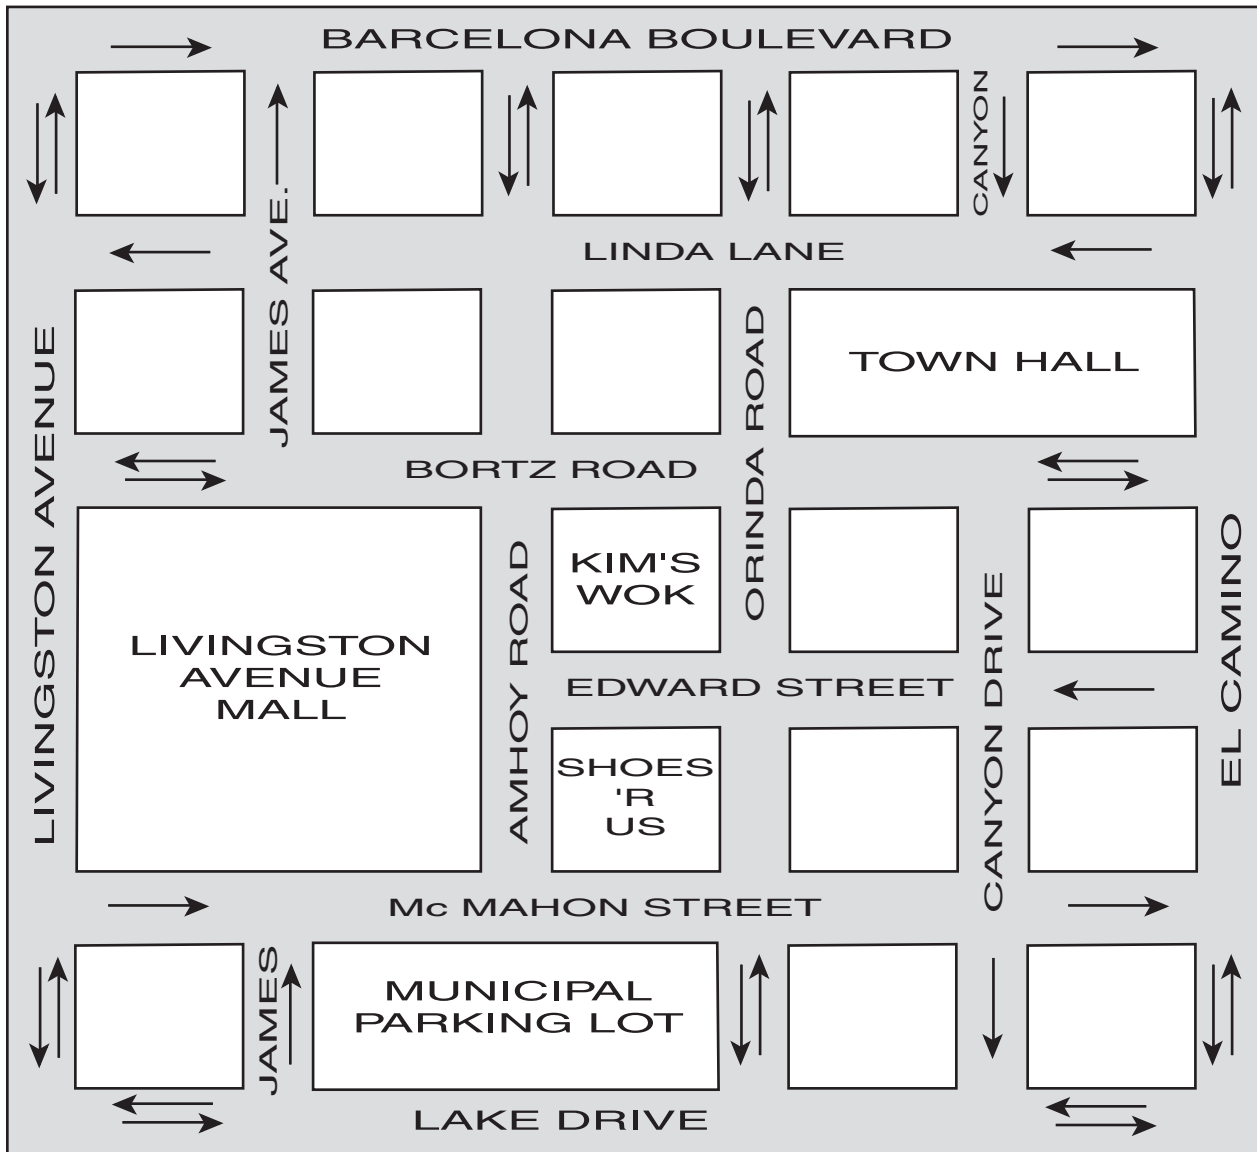 BARCELONA BOULEVARD
CANYON
JAMES AVE.
LINDA LANE
LIVINGSTON AVENUE
ORINDA ROAD
TOWN HALL
BORTZ ROAD
KIM'S
WOK
AMHOY ROAD
LIVINGSTON
AVENUE
MALL
EDWARD STREET
CANYON DRIVE
EL CAMINO
SHOES
'R
US
Mc MAHON STREET
JAMES
MUNICIPAL
PARKING LOT
LAKE DRIVE